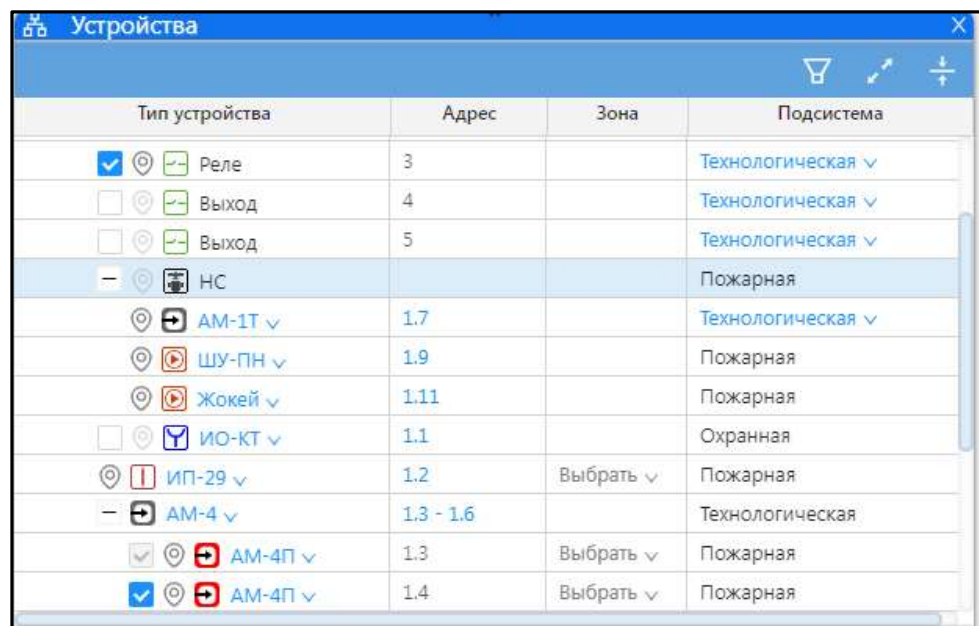 Устройства
Тип устройства Адрес Зона Подсистема
Реле 3 Технологическая
Выход 4 Технологическая
Выход 5 Технологическая
НС Пожарная
АМ-1Т 1.7 Технологическая
ШУ-ПН 1.9 Пожарная
Жокей 1.11 Пожарная
ИО-КТ 1.1 Охранная
ИП-29 1.2 Выбрать Пожарная
АМ-4 1.3 - 1.6 Технологическая
АМ-4П 1.3 Выбрать Пожарная
АМ-4П 1.4 Выбрать Пожарная